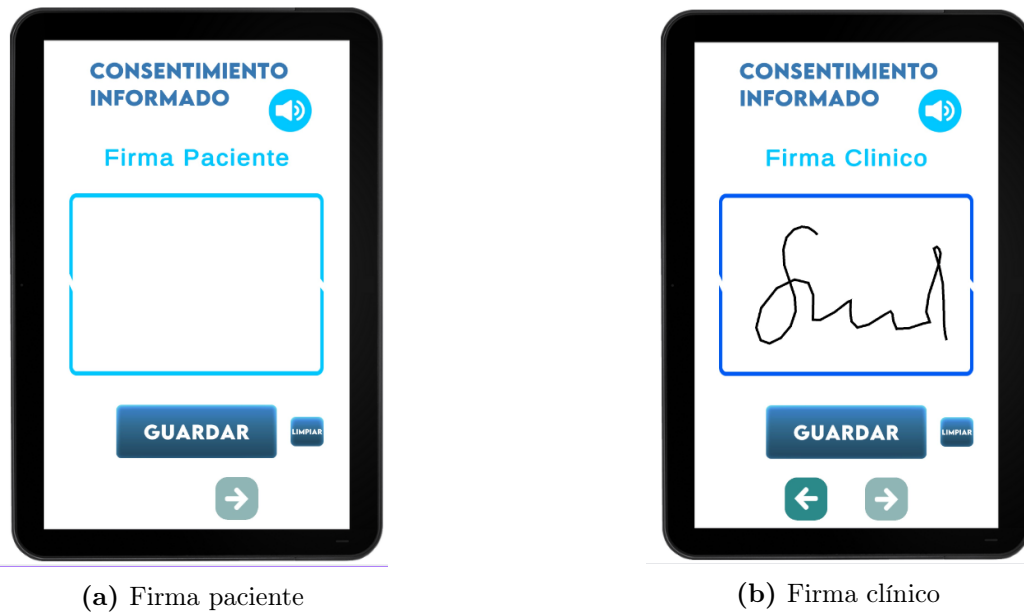 CONSENTIMIENTO
INFORMADO
Firma Paciente
GUARDAR
LIMPIAR
(a) Firma paciente
CONSENTIMIENTO
INFORMADO
Firma Clinico
GUARDAR
LIMPIAR
(b) Firma clínico